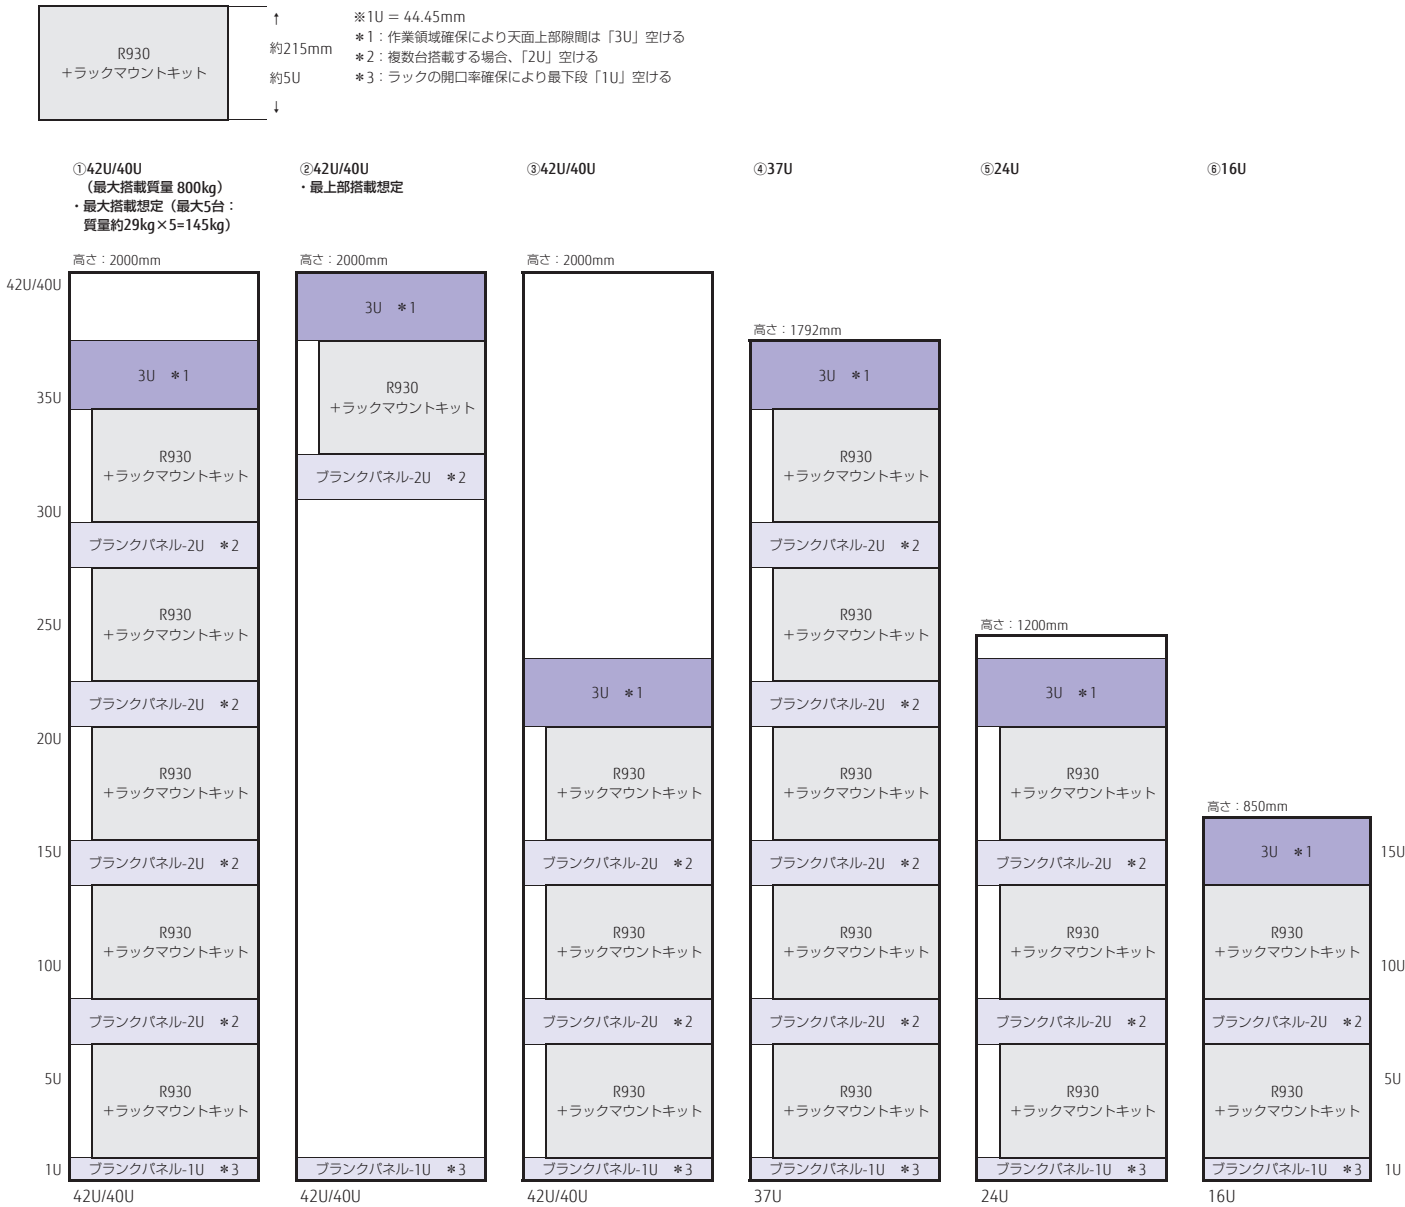 R930
＋ラックマウントキット
↑
約215mm
約5U
↓
※1U = 44.45mm
＊1：作業領域確保により天面上部隙間は「3U」空ける
＊2：複数台搭載する場合、「2U」空ける
＊3：ラックの開口率確保により最下段「1U」空ける
①42U/40U
（最大搭載質量 800kg）
・最大搭載想定（最大5台：
質量約29kg×5=145kg）
②42U/40U
・最上部搭載想定
③42U/40U
④37U
⑤24U
⑥16U
42U/40U
35U
30U
25U
20U
15U
10U
5U
1U
高さ：2000mm
3U ＊1
R930
＋ラックマウントキット
ブランクパネル-2U ＊2
R930
＋ラックマウントキット
ブランクパネル-2U ＊2
R930
＋ラックマウントキット
ブランクパネル-2U ＊2
R930
＋ラックマウントキット
ブランクパネル-2U ＊2
R930
＋ラックマウントキット
ブランクパネル-1U ＊3
42U/40U
高さ：2000mm
3U ＊1
R930
＋ラックマウントキット
ブランクパネル-2U ＊2
ブランクパネル-1U ＊3
42U/40U
高さ：2000mm
3U ＊1
R930
＋ラックマウントキット
ブランクパネル-2U ＊2
R930
＋ラックマウントキット
ブランクパネル-2U ＊2
R930
＋ラックマウントキット
ブランクパネル-1U ＊3
42U/40U
高さ：1792mm
3U ＊1
R930
＋ラックマウントキット
ブランクパネル-2U ＊2
R930
＋ラックマウントキット
ブランクパネル-2U ＊2
R930
＋ラックマウントキット
ブランクパネル-2U ＊2
R930
＋ラックマウントキット
ブランクパネル-2U ＊2
R930
＋ラックマウントキット
ブランクパネル-1U ＊3
37U
高さ：1200mm
3U ＊1
R930
＋ラックマウントキット
ブランクパネル-2U ＊2
R930
＋ラックマウントキット
ブランクパネル-2U ＊2
R930
＋ラックマウントキット
ブランクパネル-1U ＊3
24U
高さ：850mm
3U ＊1
R930
＋ラックマウントキット
ブランクパネル-2U ＊2
R930
＋ラックマウントキット
ブランクパネル-1U ＊3
16U
15U
10U
5U
1U